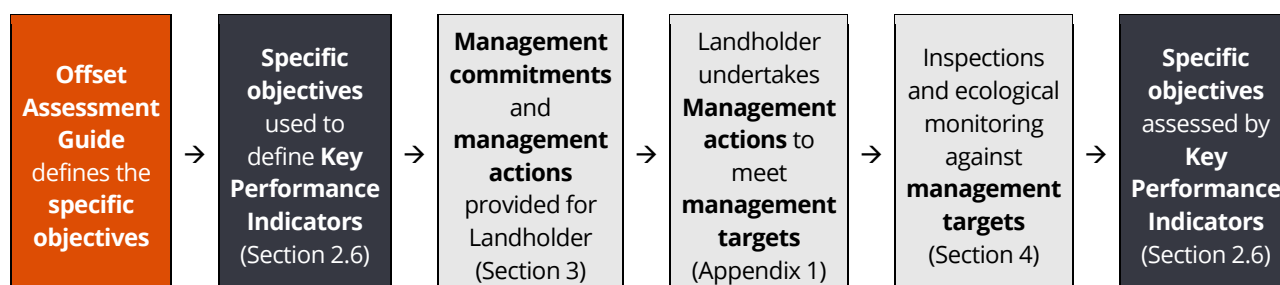 Offset
Assessment
Guide
defines the
specific
objectives
→
Specific
objectives
used to
define Key
Performance
Indicators
(Section 2.6)
→
Management
commitments
and
management
actions
provided for
Landholder
(Section 3)
→
Landholder
undertakes
Management
actions to
meet
management
targets
(Appendix 1)
→
Inspections
and ecological
monitoring
against
management
targets
(Section 4)
→
Specific
objectives
assessed by
Key
Performance
Indicators
(Section 2.6)